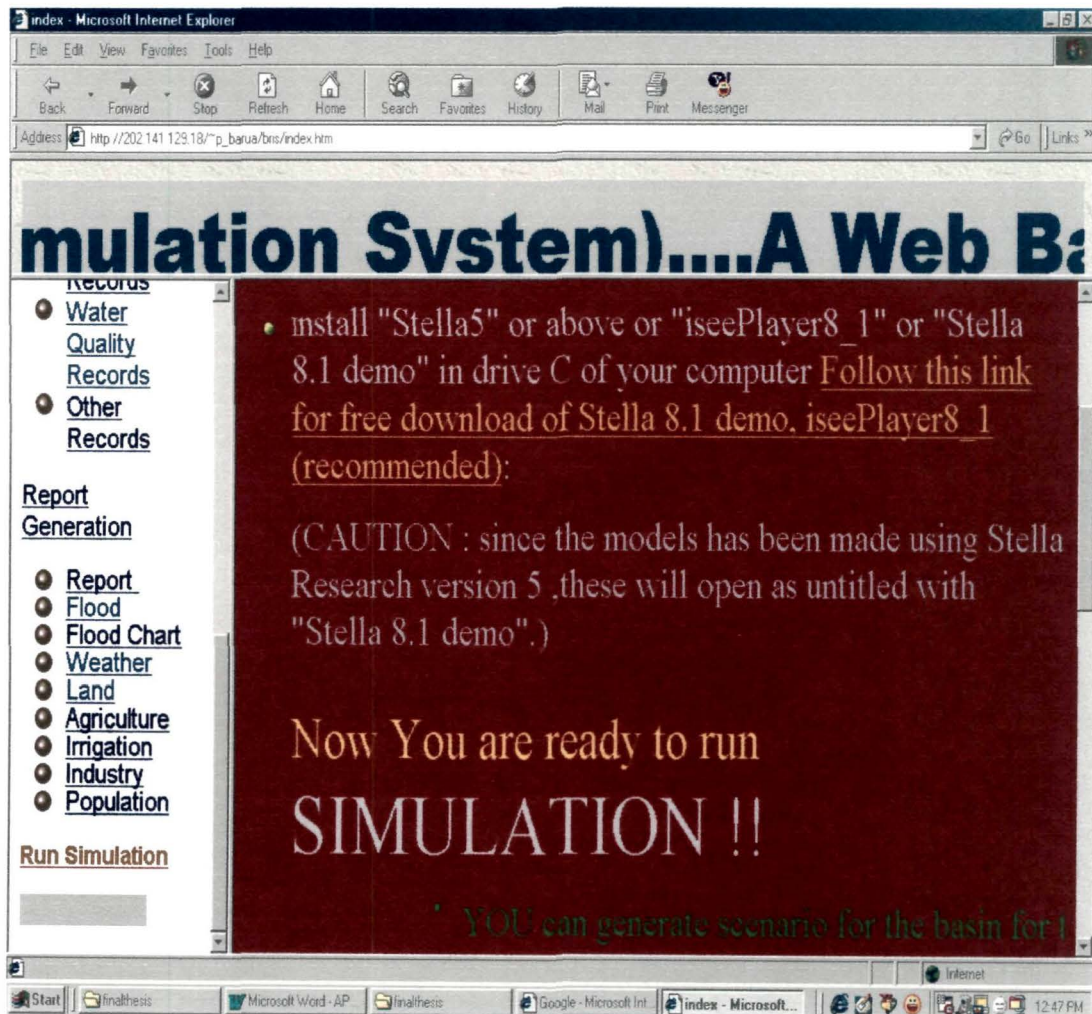 index - Microsoft Internet Explorer
File Edit View Favorites Tools Help
Back Forward Stop Refresh Home Search Favorites History Mail Print Messenger
Address http //202 141 129.18/~p_barua/bris/index htm Go Links »
mulation System)....A Web Ba
Records
Water
Quality
Records
Other
Records
Report
Generation
Report
Flood
Flood Chart
Weather
Land
Agriculture
Irrigation
Industry
Population
Run Simulation
install "Stella5" or above or "iseePlayer8_1" or "Stella
8.1 demo" in drive C of your computer Follow this link
for free download of Stella 8.1 demo, iseePlayer8_1
(recommended):
(CAUTION : since the models has been made using Stella
Research version 5 ,these will open as untitled with
"Stella 8.1 demo".)
Now You are ready to run
SIMULATION !!
YOU can generate scenario for the basin for t
Internet
Start finalthesis Microsoft Word - AP finalthesis Google - Microsoft Int... index - Microsoft... 12:47 PM